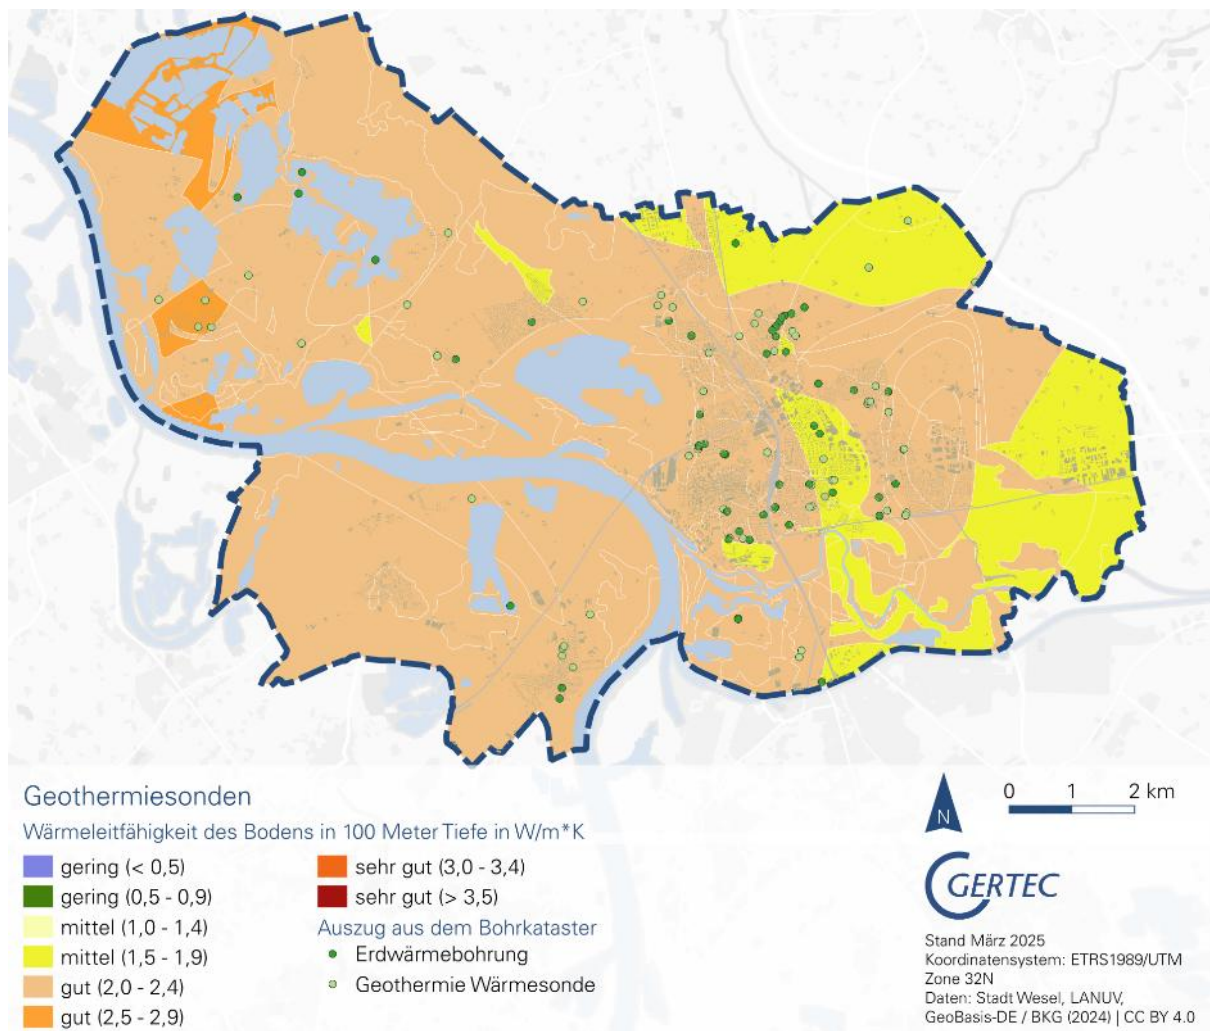 Geothermiesonden
Wärmeleitfähigkeit des Bodens in 100 Meter Tiefe in W/m*K
gering (< 0,5)
gering (0,5 - 0,9)
mittel (1,0 - 1,4)
mittel (1,5 - 1,9)
gut (2,0 - 2,4)
gut (2,5 - 2,9)
sehr gut (3,0 - 3,4)
sehr gut (> 3,5)
Auszug aus dem Bohrkataster
Erdwärmebohrung
Geothermie Wärmesonde
N
0 1 2 km
GERTEC
Stand März 2025
Koordinatensystem: ETRS1989/UTM
Zone 32N
Daten: Stadt Wesel, LANUV,
GeoBasis-DE / BKG (2024) | CC BY 4.0